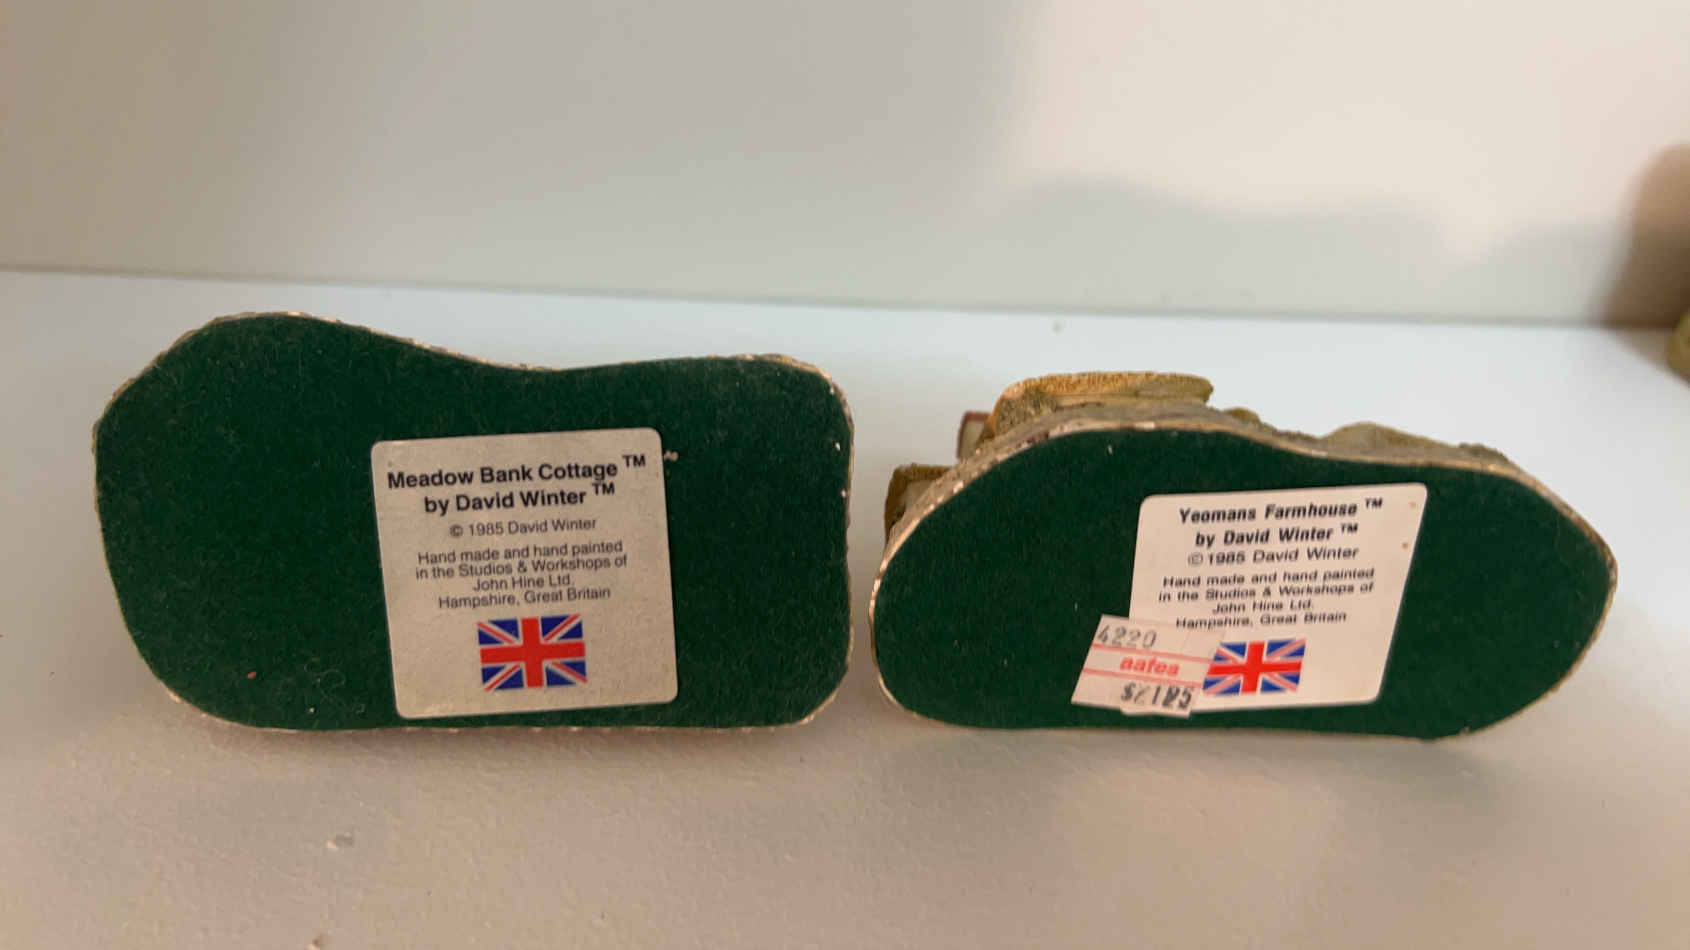 Meadow Bank Cottage ™
by David Winter ™
© 1985 David Winter
Hand made and hand painted
in the Studios & Workshops of
John Hine Ltd.
Hampshire, Great Britain
Yeomans Farmhouse ™
by David Winter ™
© 1985 David Winter
Hand made and hand painted
in the Studios & Workshops of
John Hine Ltd.
Hampshire, Great Britain
4220
aafes